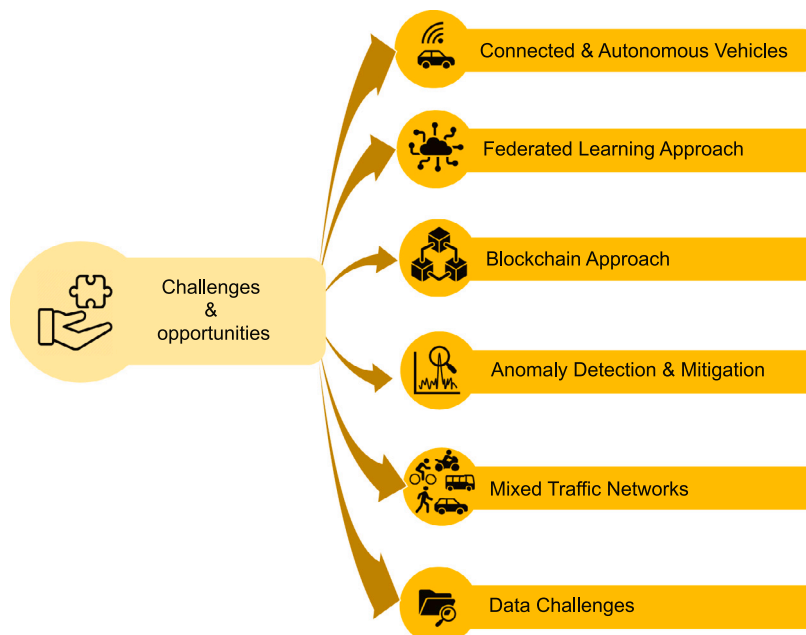 Challenges
&
opportunities
Connected & Autonomous Vehicles
Federated Learning Approach
Blockchain Approach
Anomaly Detection & Mitigation
Mixed Traffic Networks
Data Challenges